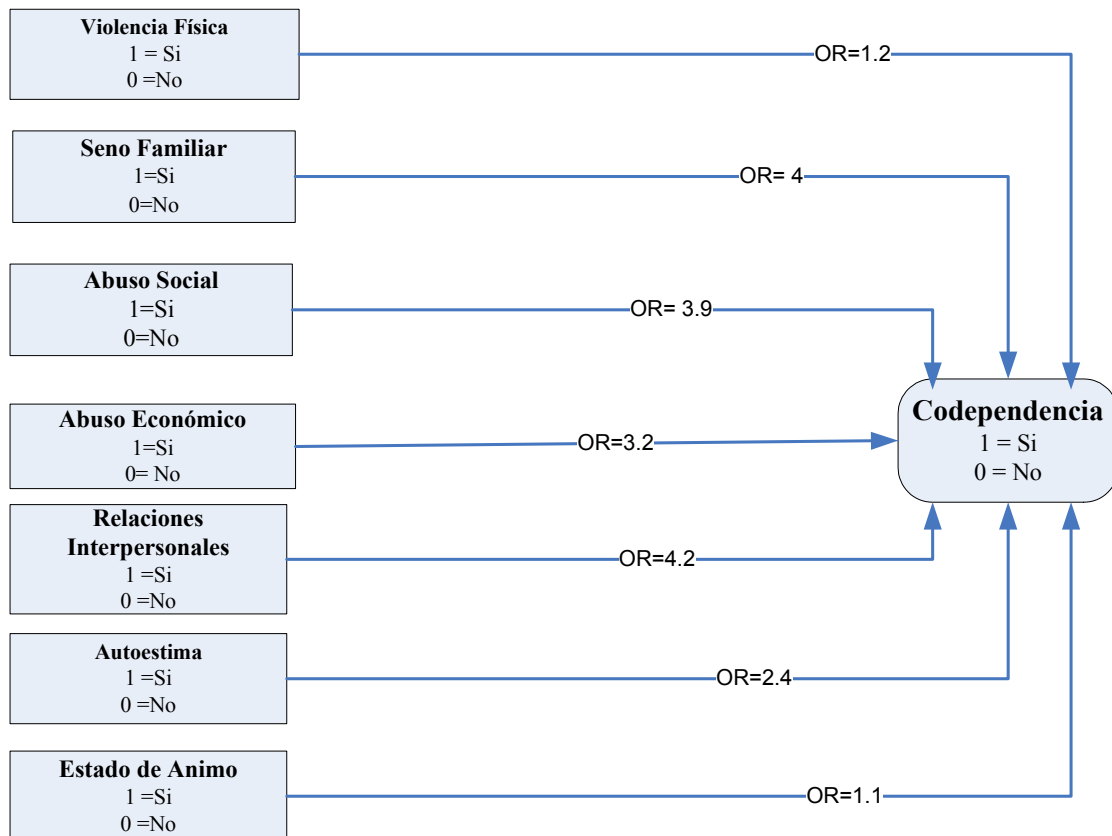 Violencia Física
1 = Si
0 =No
OR=1.2
Seno Familiar
1=Si
0=No
OR= 4
Abuso Social
1=Si
0=No
OR= 3.9
Abuso Económico
1=Si
0= No
OR=3.2
Codependencia
1 = Si
0 = No
Relaciones
Interpersonales
1 =Si
0 =No
OR=4.2
Autoestima
1 =Si
0 =No
OR=2.4
Estado de Animo
1 =Si
0 =No
OR=1.1